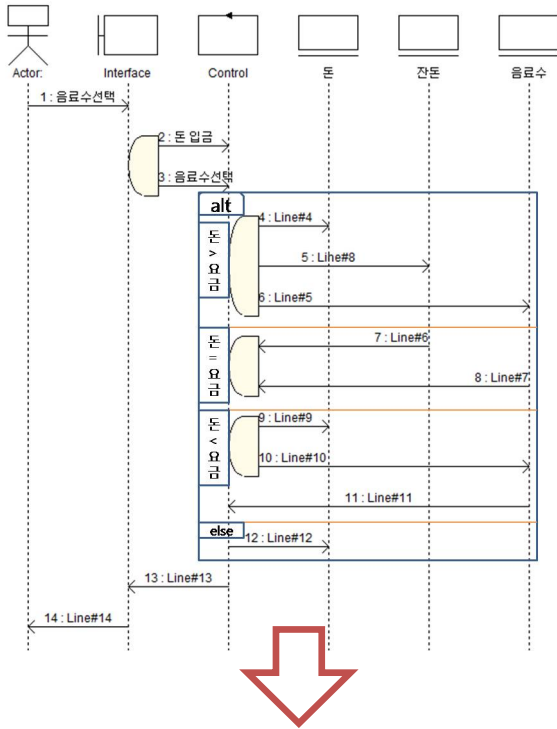 Actor:
Interface
Control
돈
잔돈
음료수
1 : 음료수선택
2 : 돈 입금
3 : 음료수선택
alt
돈 > 요금
4 : Line#4
5 : Line#8
6 : Line#5
돈 = 요금
7 : Line#6
8 : Line#7
돈 < 요금
9 : Line#9
10 : Line#10
11 : Line#11
else
12 : Line#12
13 : Line#13
14 : Line#14